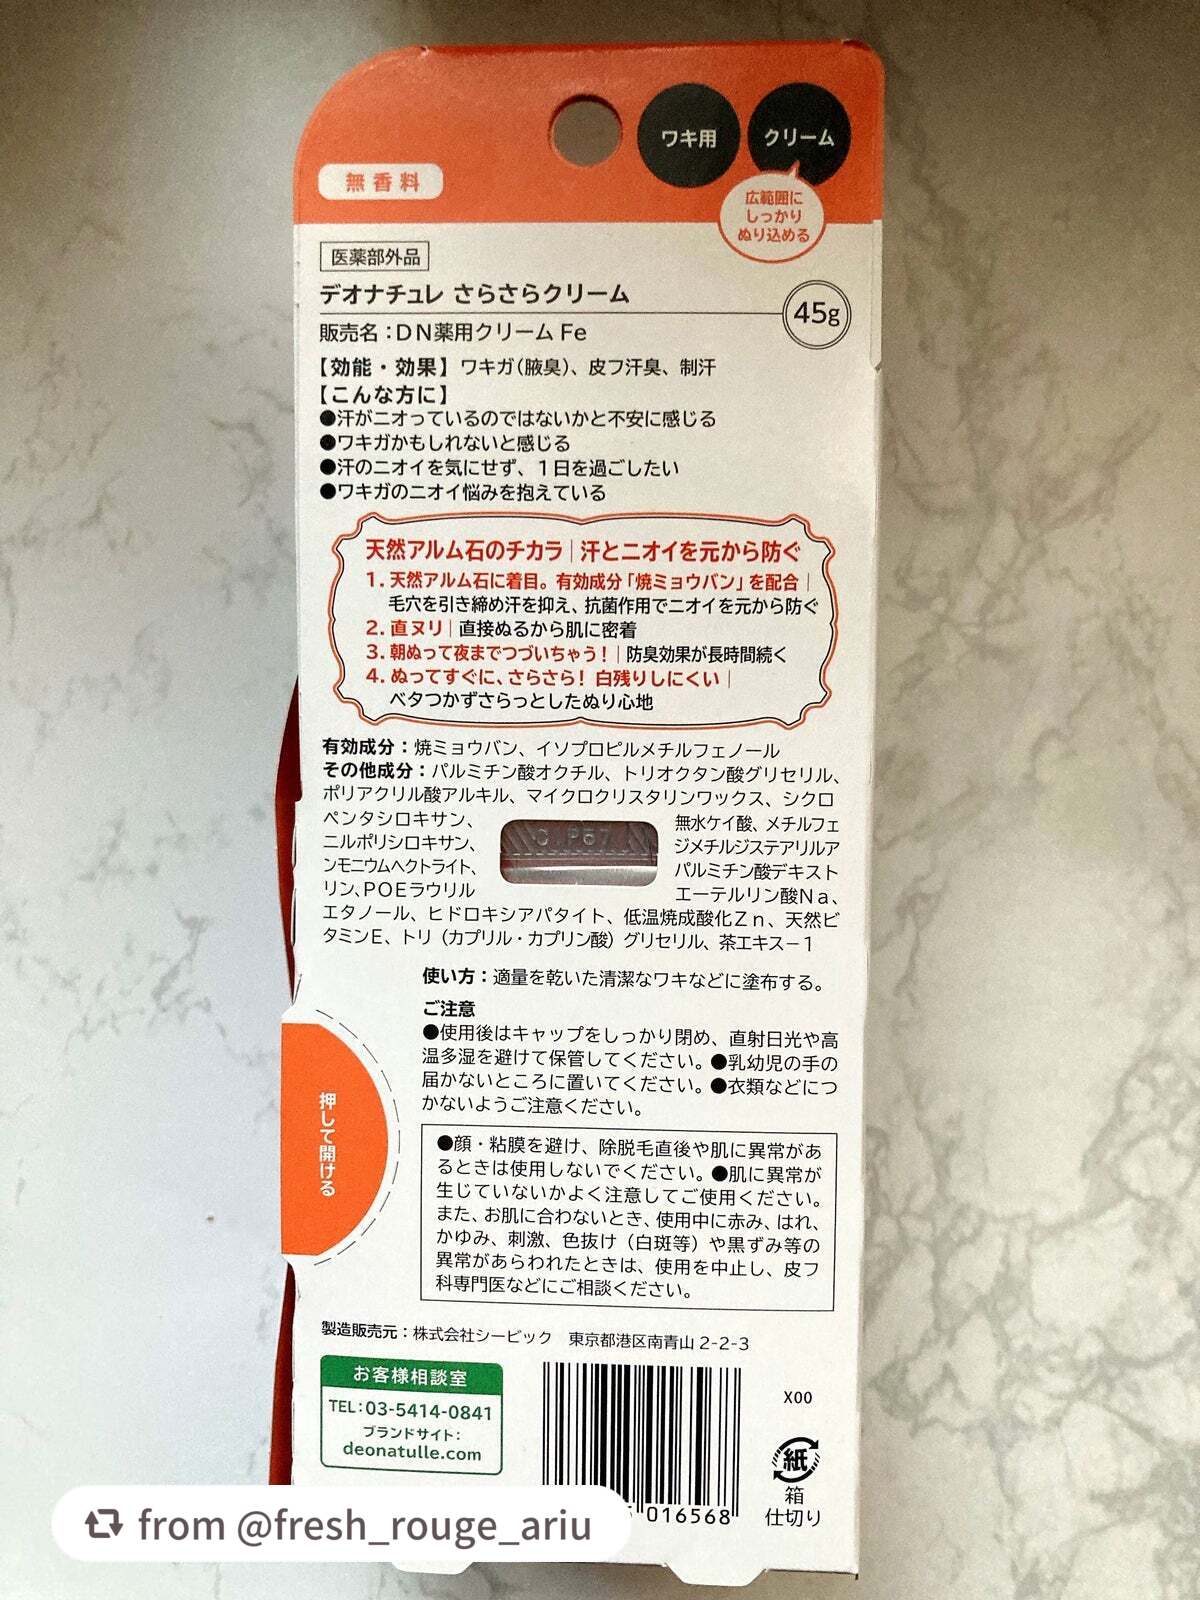 ワキ用
クリーム
無香料
広範囲に
しっかり
ぬり込める
医薬部外品
デオナチュレ さらさらクリーム
45g
販売名：DN薬用クリーム Fe
【効能・効果】ワキガ（腋臭）、皮フ汗臭、制汗
【こんな方に】
●汗がニオっているのではないかと不安に感じる
●ワキガかもしれないと感じる
●汗のニオイを気にせず、1日を過ごしたい
●ワキガのニオイ悩みを抱えている
天然アルム石のチカラ｜汗とニオイを元から防ぐ
1. 天然アルム石に着目。有効成分「焼ミョウバン」を配合｜
毛穴を引き締め汗を抑え、抗菌作用でニオイを元から防ぐ
2. 直ヌリ｜直接ぬるから肌に密着
3. 朝ぬって夜までつづいちゃう！｜防臭効果が長時間続く
4. ぬってすぐに、さらさら！白残りしにくい｜
ベタつかずさらっとしたぬり心地
有効成分：焼ミョウバン、イソプロピルメチルフェノール
その他成分：パルミチン酸オクチル、トリオクタン酸グリセリル、
ポリアクリル酸アルキル、マイクロクリスタリンワックス、シクロ
ペンタシロキサン、 無水ケイ酸、メチルフェ
ニルポリシロキサン、 ジメチルジステアリルア
ンモニウムヘクトライト、 パルミチン酸デキスト
リン、POEラウリル エーテルリン酸Na、
エタノール、ヒドロキシアパタイト、低温焼成酸化Zn、天然ビ
タミンE、トリ（カプリル・カプリン酸）グリセリル、茶エキス－1
使い方：適量を乾いた清潔なワキなどに塗布する。
ご注意
●使用後はキャップをしっかり閉め、直射日光や高
温多湿を避けて保管してください。●乳幼児の手の
届かないところに置いてください。●衣類などにつ
かないようご注意ください。
押して開ける
●顔・粘膜を避け、除脱毛直後や肌に異常があ
るときは使用しないでください。●肌に異常が
生じていないかよく注意してご使用ください。
また、お肌に合わないとき、使用中に赤み、はれ、
かゆみ、刺激、色抜け（白斑等）や黒ずみ等の
異常があらわれたときは、使用を中止し、皮フ
科専門医などにご相談ください。
製造販売元：株式会社シービック 東京都港区南青山 2-2-3
お客様相談室
TEL：03-5414-0841
ブランドサイト：
deonatulle.com
X00
紙
箱
仕切り
016568
from @fresh_rouge_ariu